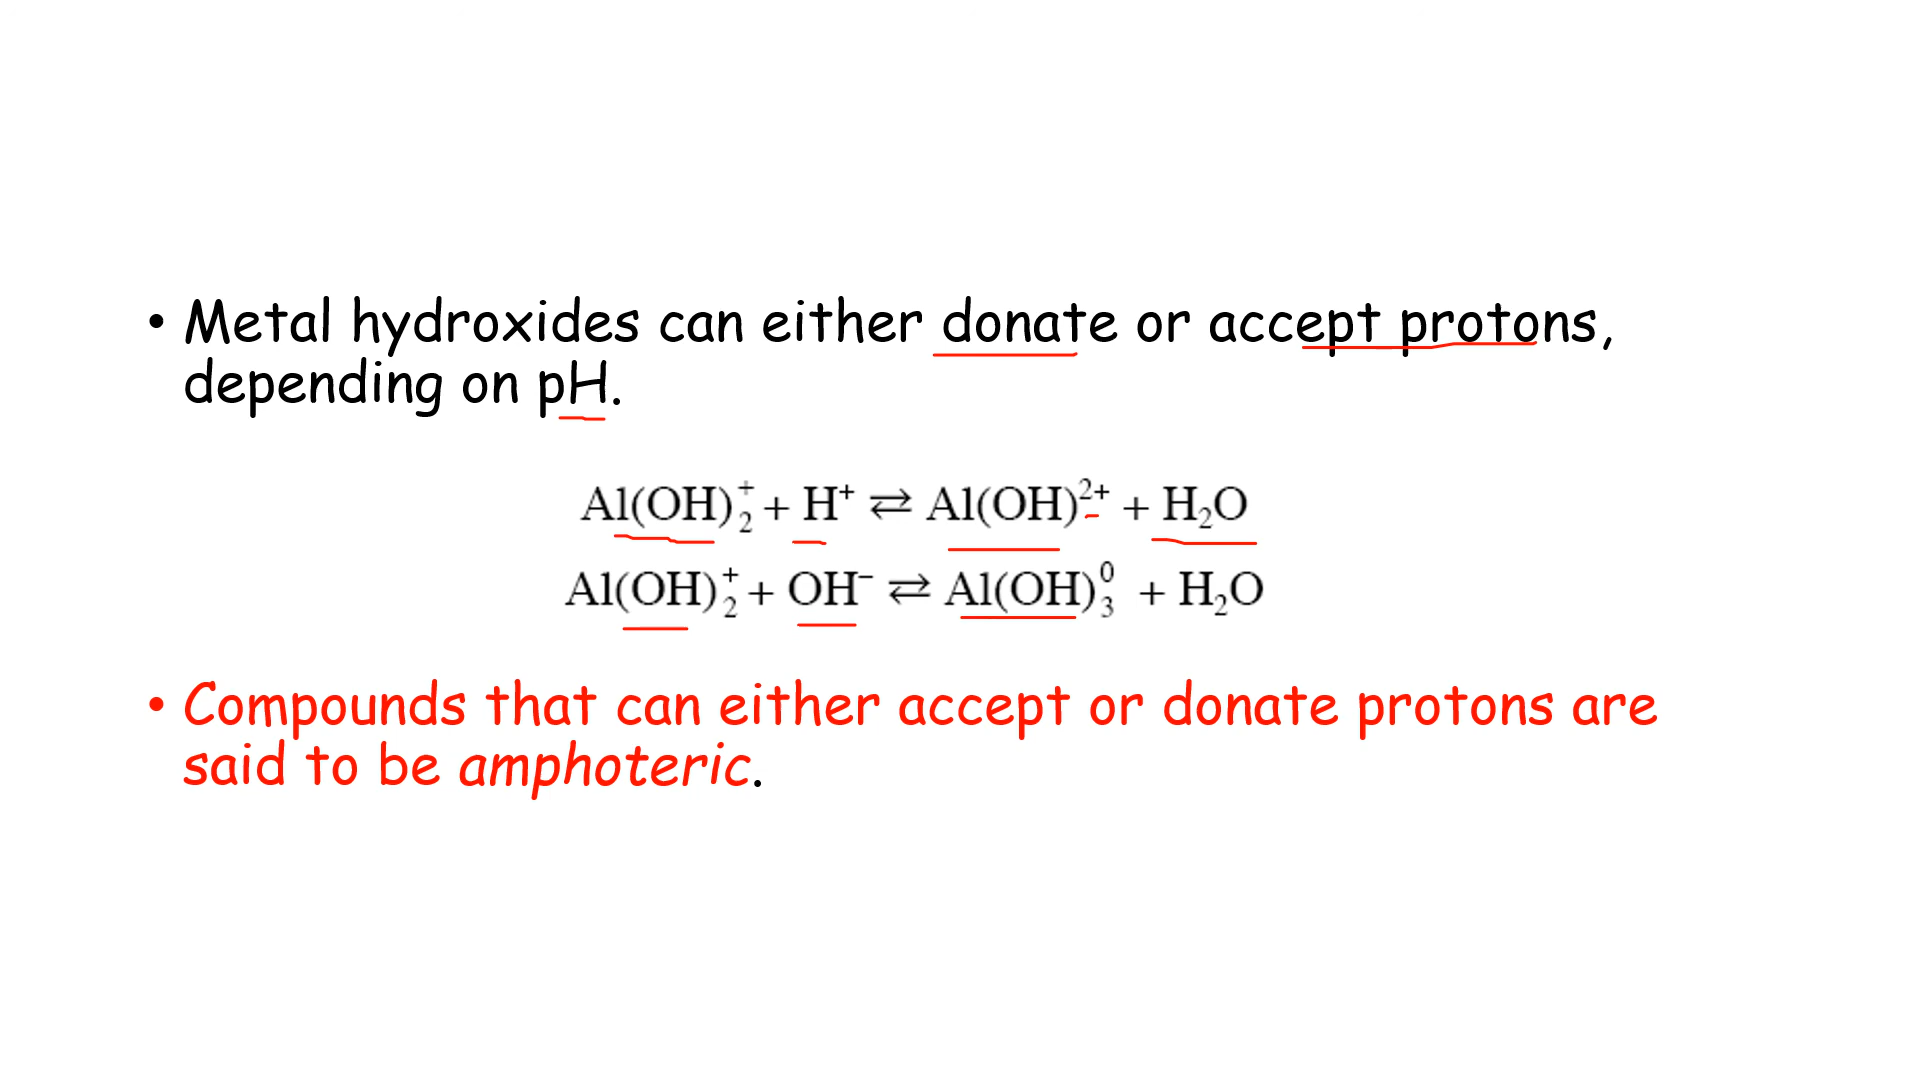 • Metal hydroxides can either donate or accept protons,
depending on pH.
Al(OH)₂⁺ + H⁺ ⇄ Al(OH)²⁺ + H₂O
Al(OH)₂⁺ + OH⁻ ⇄ Al(OH)₃⁰ + H₂O
• Compounds that can either accept or donate protons are
said to be amphoteric.